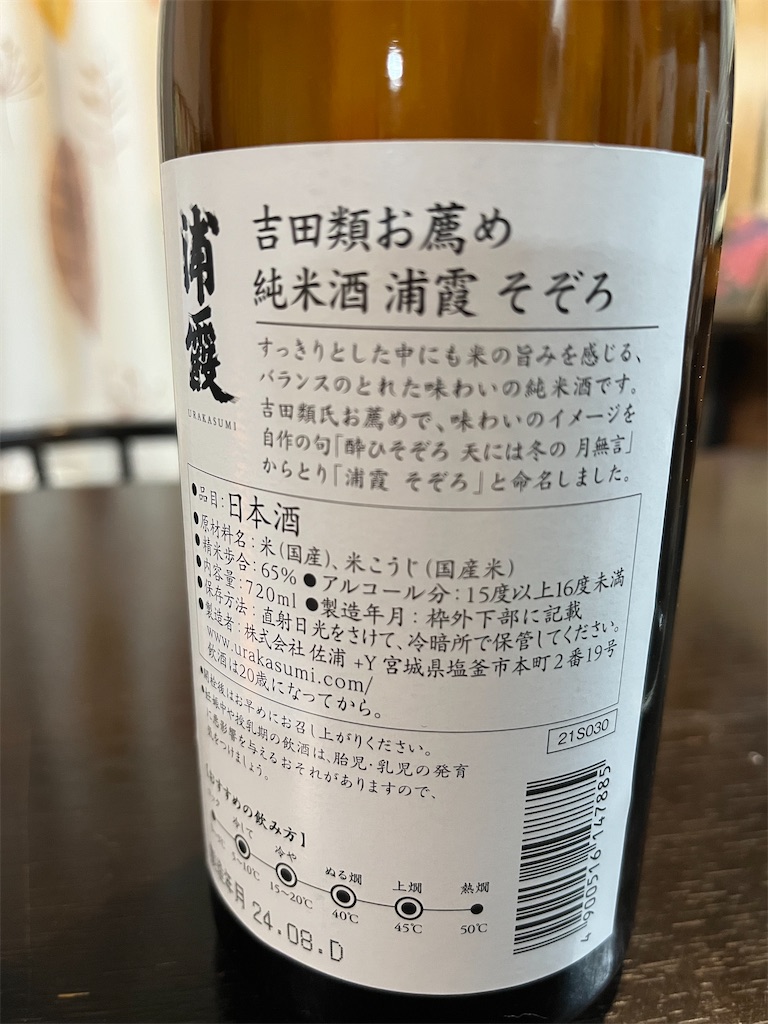 浦霞
URAKASUMI
吉田類お薦め
純米酒 浦霞 そぞろ
すっきりとした中にも米の旨みを感じる、
バランスのとれた味わいの純米酒です。
吉田類氏お薦めで、味わいのイメージを
自作の句「酔ひそぞろ 天には冬の 月無言」
からとり「浦霞 そぞろ」と命名しました。
●品目:日本酒
●原材料名:米(国産)、米こうじ(国産米)
●精米歩合:65% ●アルコール分:15度以上16度未満
●内容量:720ml ●製造年月:枠外下部に記載
●保存方法:直射日光をさけて、冷暗所で保管してください。
●製造者:株式会社 佐浦 +Y 宮城県塩釜市本町2番19号
www.urakasumi.com/
飲酒は20歳になってから。
●開栓後はお早めにお召し上がりください。
●妊娠中や授乳期の飲酒は、胎児・乳児の発育
に悪影響を与えるおそれがありますので、
気をつけましょう。
21S030
【おすすめの飲み方】
冷して 冷や ぬる燗 上燗 熱燗
5〜10℃ 15〜20℃ 40℃ 45℃ 50℃
製造年月 24.08.D
4 900516 147885